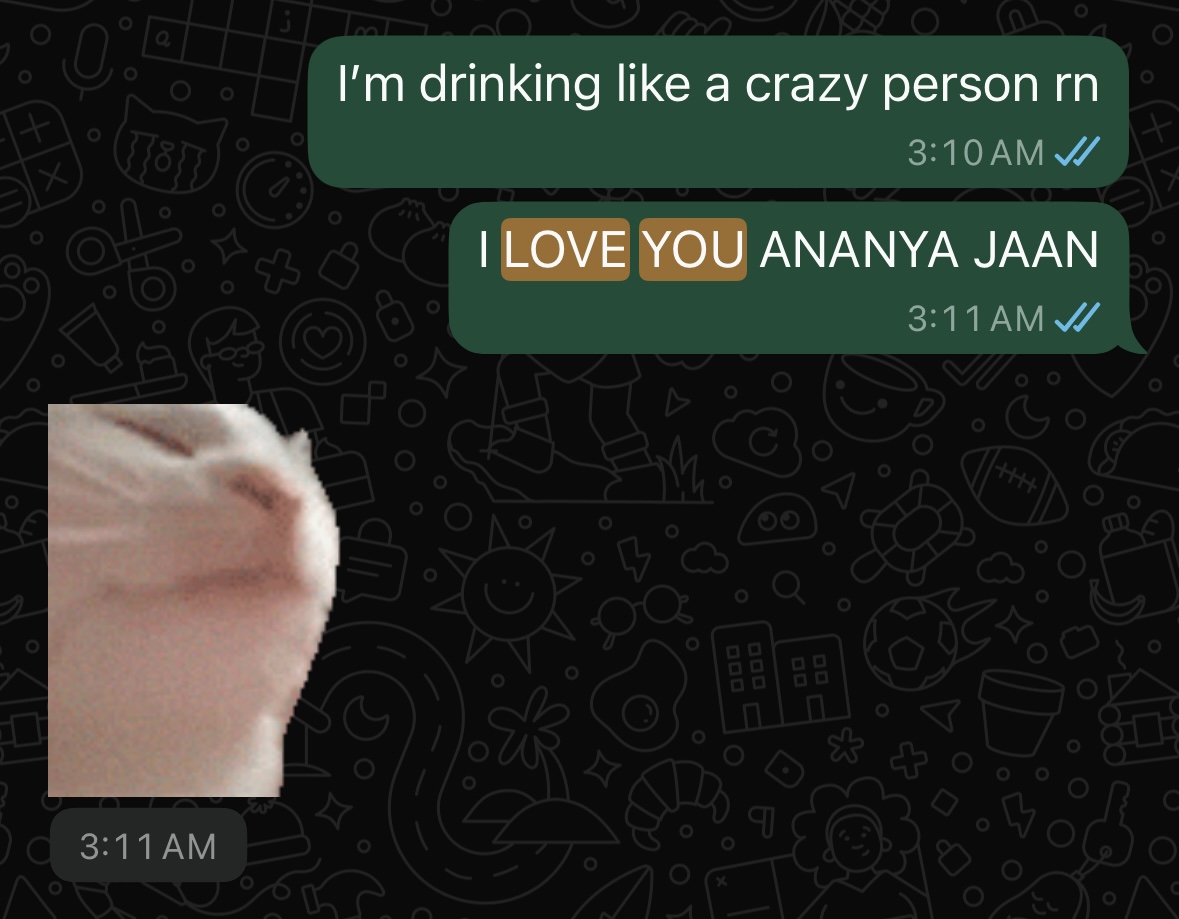 I’m drinking like a crazy person rn
3:10 AM
I LOVE YOU ANANYA JAAN
3:11 AM
3:11 AM